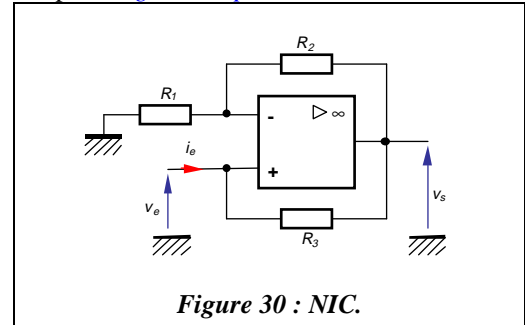 R2
R1
- ▷ ∞
ie
+
ve
vs
R3
Figure 30 : NIC.